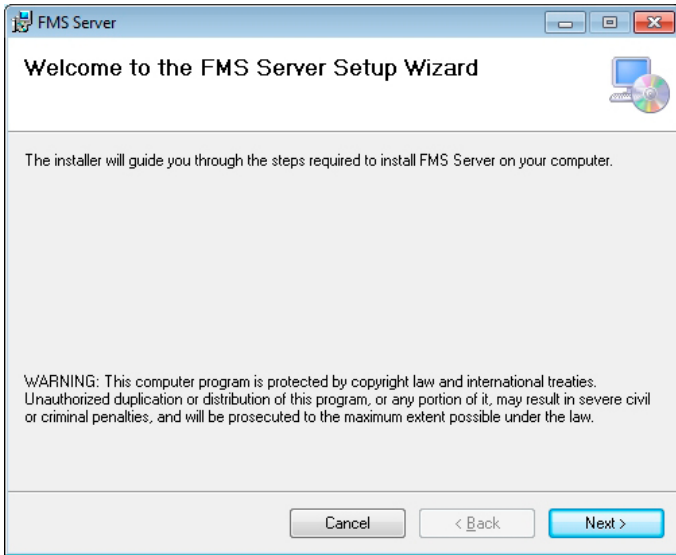 FMS Server
Welcome to the FMS Server Setup Wizard
The installer will guide you through the steps required to install FMS Server on your computer.
WARNING: This computer program is protected by copyright law and international treaties.
Unauthorized duplication or distribution of this program, or any portion of it, may result in severe civil
or criminal penalties, and will be prosecuted to the maximum extent possible under the law.
Cancel
< Back
Next >